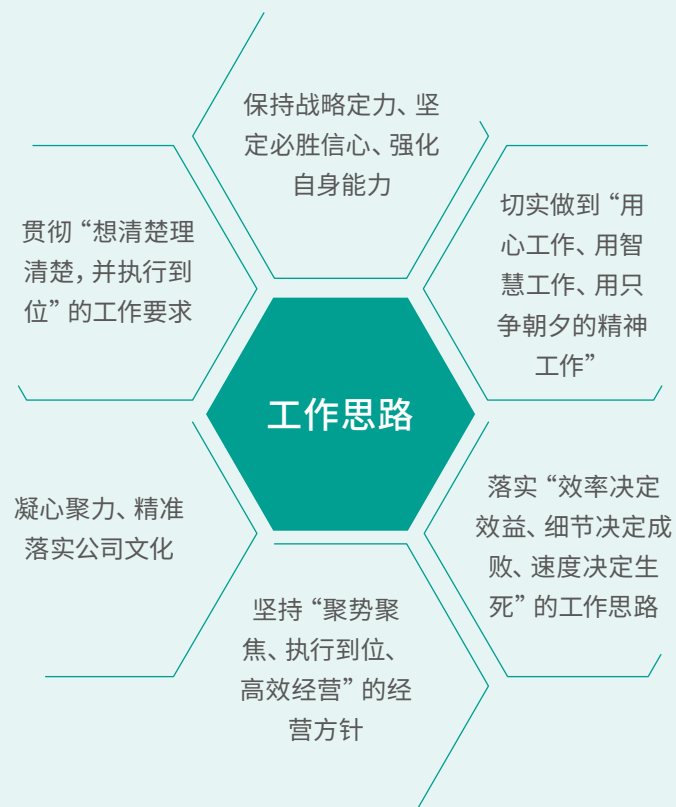 保持战略定力、坚
定必胜信心、强化
自身能力
贯彻“想清楚理
清楚，并执行到
位”的工作要求
切实做到“用
心工作、用智
慧工作、用只
争朝夕的精神
工作”
工作思路
凝心聚力、精准
落实公司文化
落实“效率决定
效益、细节决定成
败、速度决定生
死”的工作思路
坚持“聚势聚
焦、执行到位、
高效经营”的经
营方针